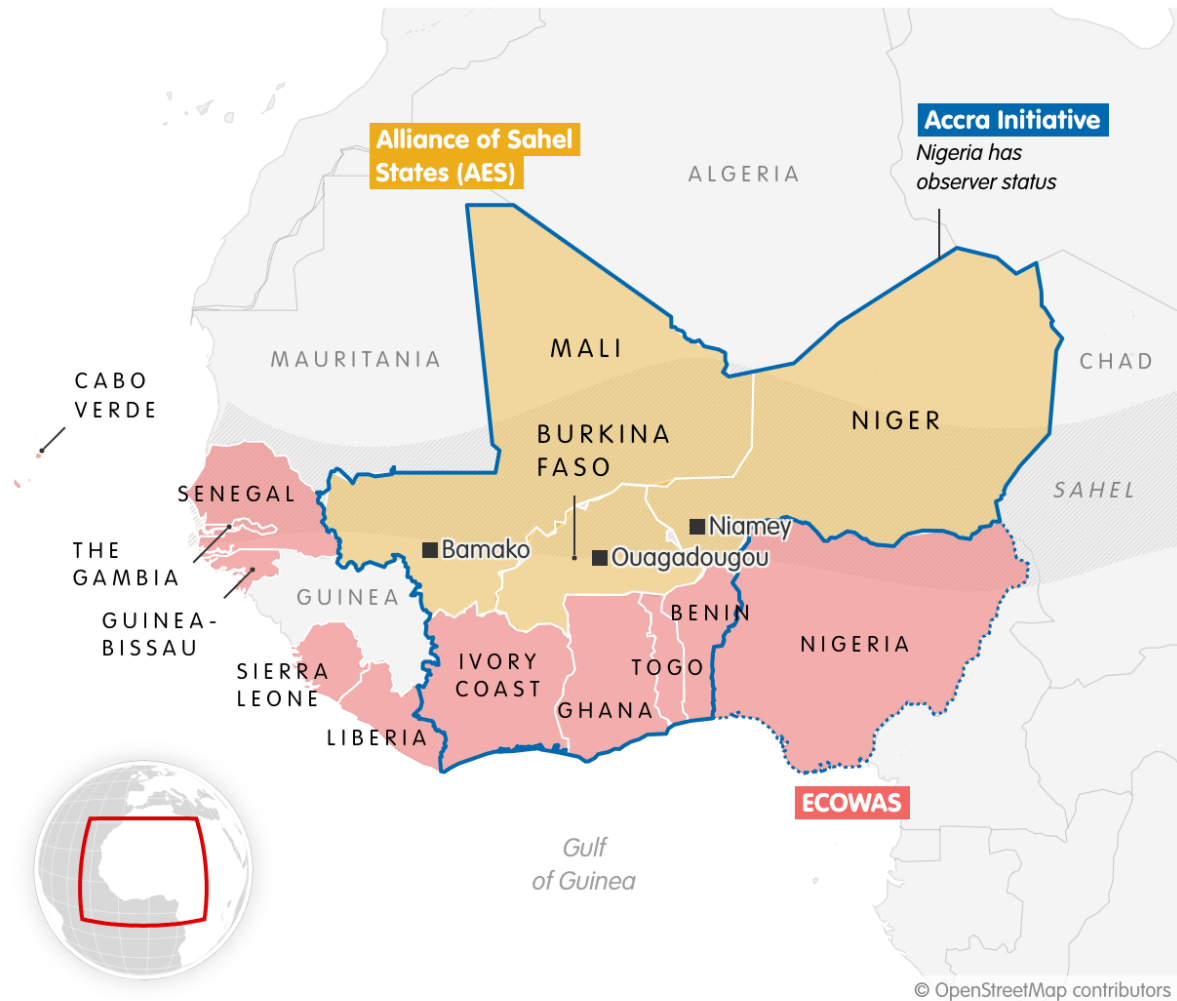 Alliance of Sahel
States (AES)
Accra Initiative
Nigeria has
observer status
ALGERIA
MALI
MAURITANIA
CHAD
CABO
VERDE
NIGER
BURKINA
FASO
SENEGAL
SAHEL
Niamey
Bamako
Ouagadougou
THE
GAMBIA
GUINEA
GUINEA-
BISSAU
BENIN
NIGERIA
SIERRA
LEONE
IVORY
COAST
TOGO
GHANA
LIBERIA
ECOWAS
Gulf
of Guinea
© OpenStreetMap contributors